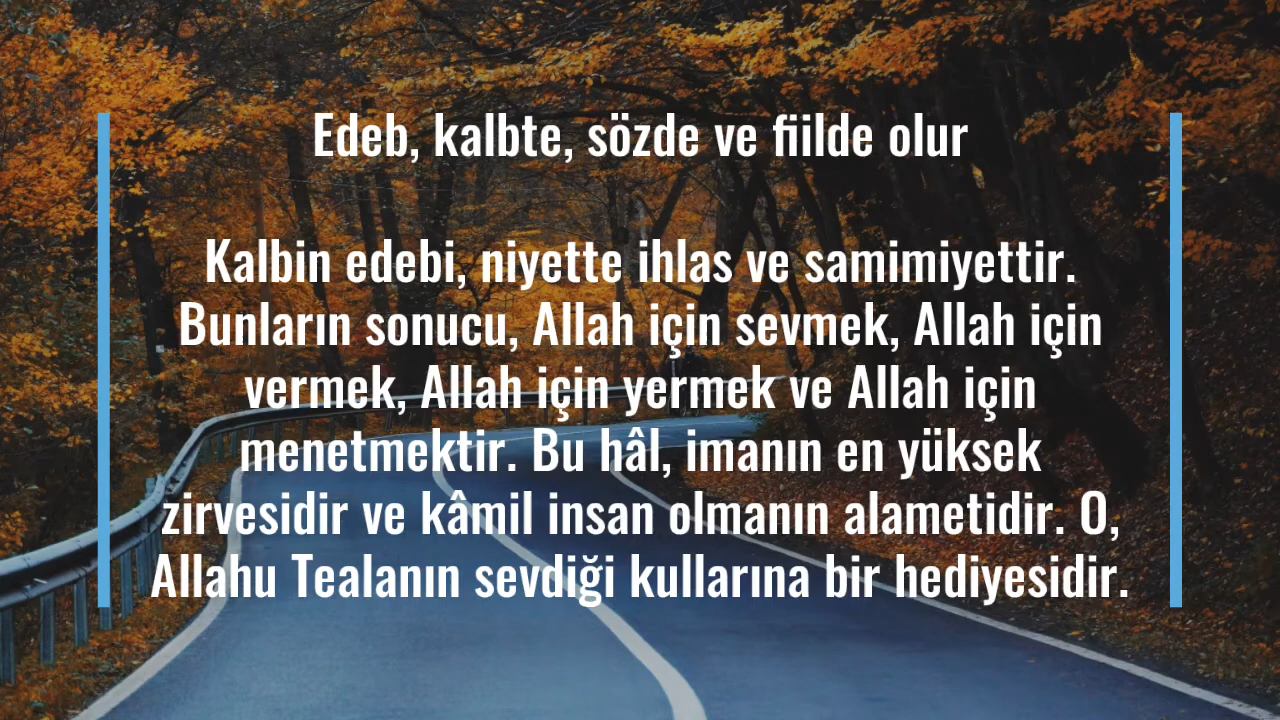 Edeb, kalbte, sözde ve fiilde olur
Kalbin edebi, niyette ihlas ve samimiyettir.
Bunların sonucu, Allah için sevmek, Allah için
vermek, Allah için yermek ve Allah için
menetmektir. Bu hâl, imanın en yüksek
zirvesidir ve kâmil insan olmanın alametidir. O,
Allahu Tealanın sevdiği kullarına bir hediyesidir.